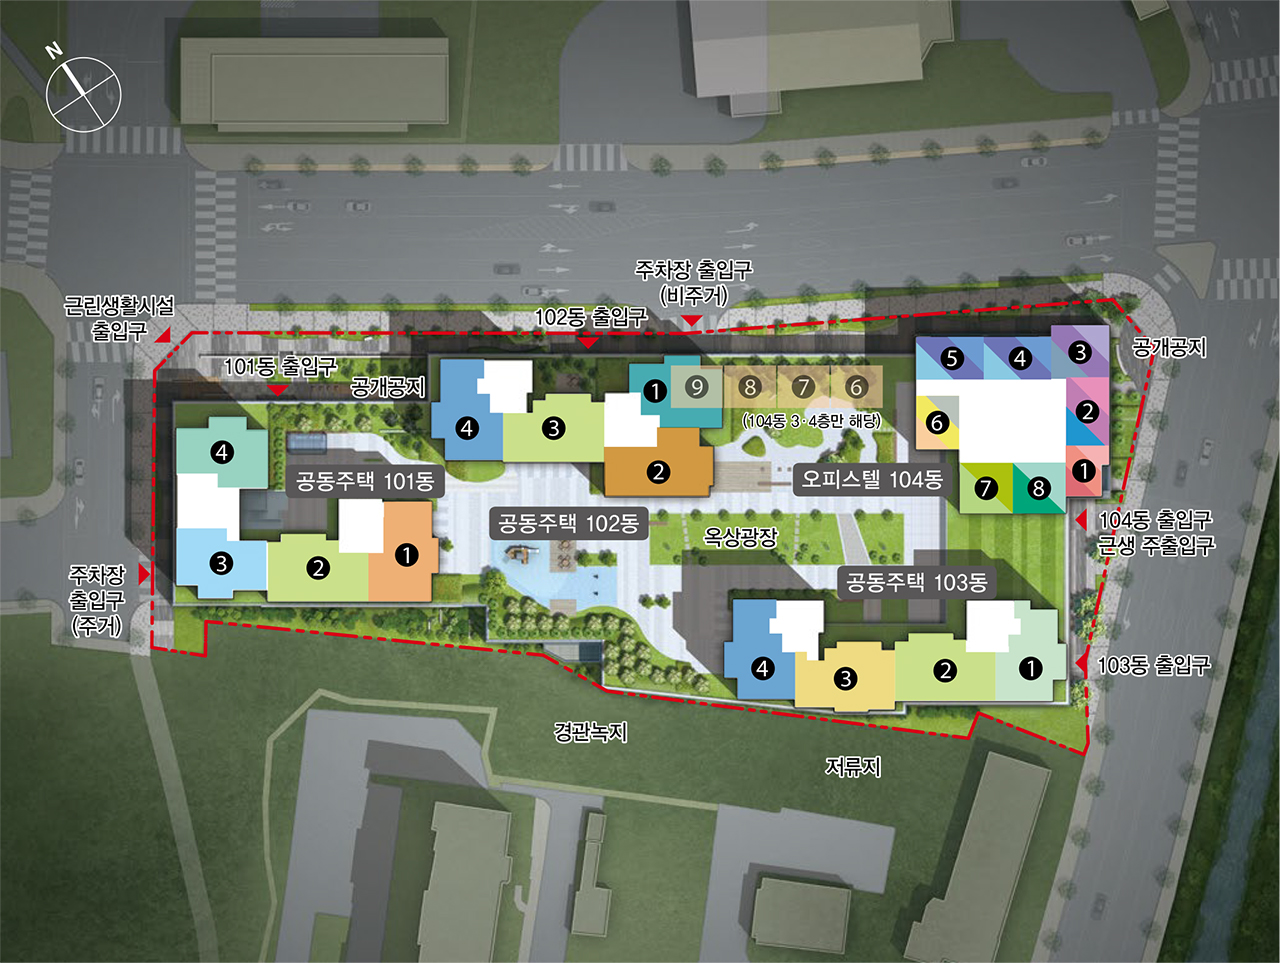 N
주차장 출입구
(비주거)
근린생활시설
출입구
102동 출입구
101동 출입구
공개공지
공개공지
5
4
3
4
3
1
9
8
7
6
2
6
(104동 3·4층만 해당)
4
2
1
공동주택 101동
오피스텔 104동
7
8
공동주택 102동
옥상광장
104동 출입구
근생 주출입구
3
2
1
주차장
출입구
(주거)
공동주택 103동
4
3
2
1
103동 출입구
경관녹지
저류지